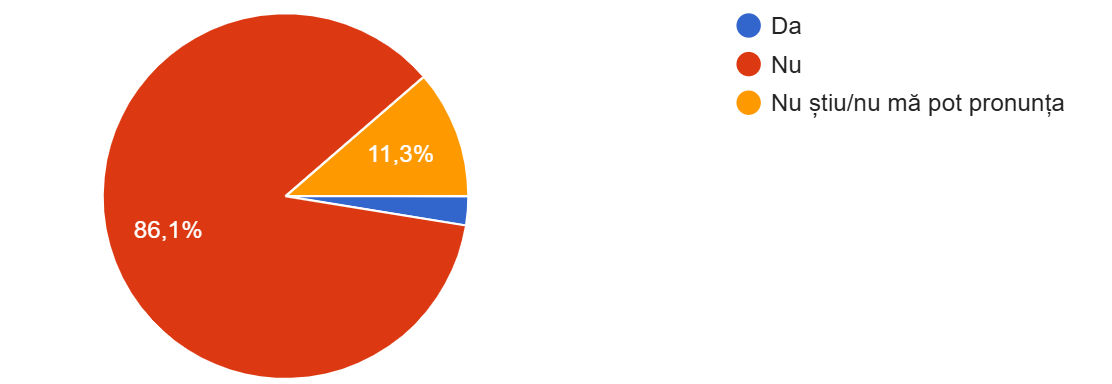 Da
Nu
Nu știu/nu mă pot pronunța
11,3%
86,1%